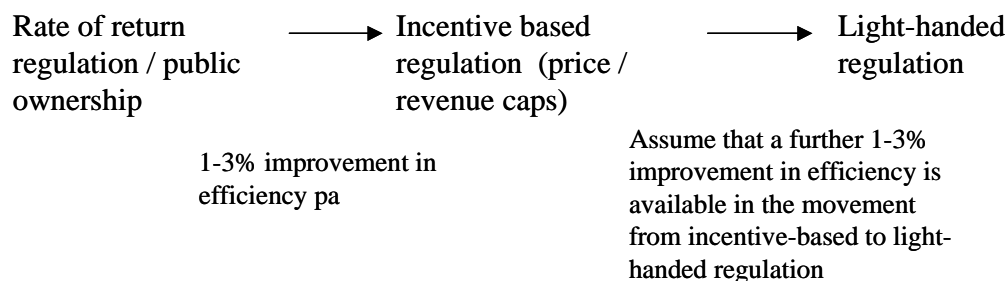 Rate of return
regulation / public
ownership
Incentive based
regulation (price /
revenue caps)
Light-handed
regulation
1-3% improvement in
efficiency pa
Assume that a further 1-3%
improvement in efficiency is
available in the movement
from incentive-based to light-
handed regulation